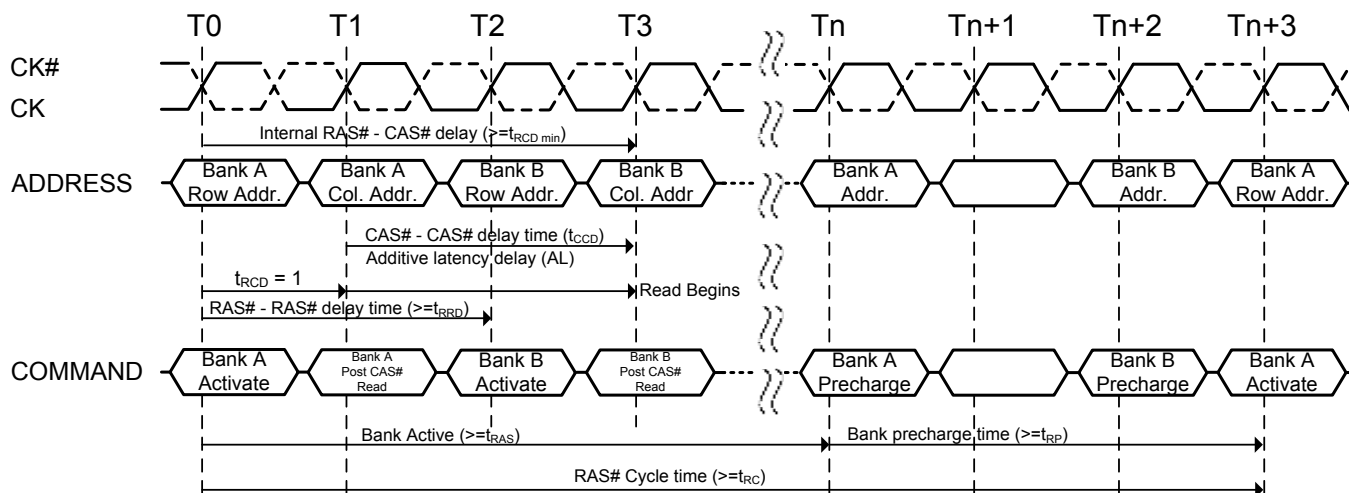 T0 T1 T2 T3 Tn Tn+1 Tn+2 Tn+3
CK#
CK
Internal RAS# - CAS# delay (>=tRCD min)
ADDRESS
Bank A Row Addr.
Bank A Col. Addr.
Bank B Row Addr.
Bank B Col. Addr
Bank A Addr.
Bank B Addr.
Bank A Row Addr.
CAS# - CAS# delay time (tCCD)
Additive latency delay (AL)
tRCD = 1
Read Begins
RAS# - RAS# delay time (>=tRRD)
COMMAND
Bank A Activate
Bank A Post CAS# Read
Bank B Activate
Bank B Post CAS# Read
Bank A Precharge
Bank B Precharge
Bank A Activate
Bank Active (>=tRAS)
Bank precharge time (>=tRP)
RAS# Cycle time (>=tRC)